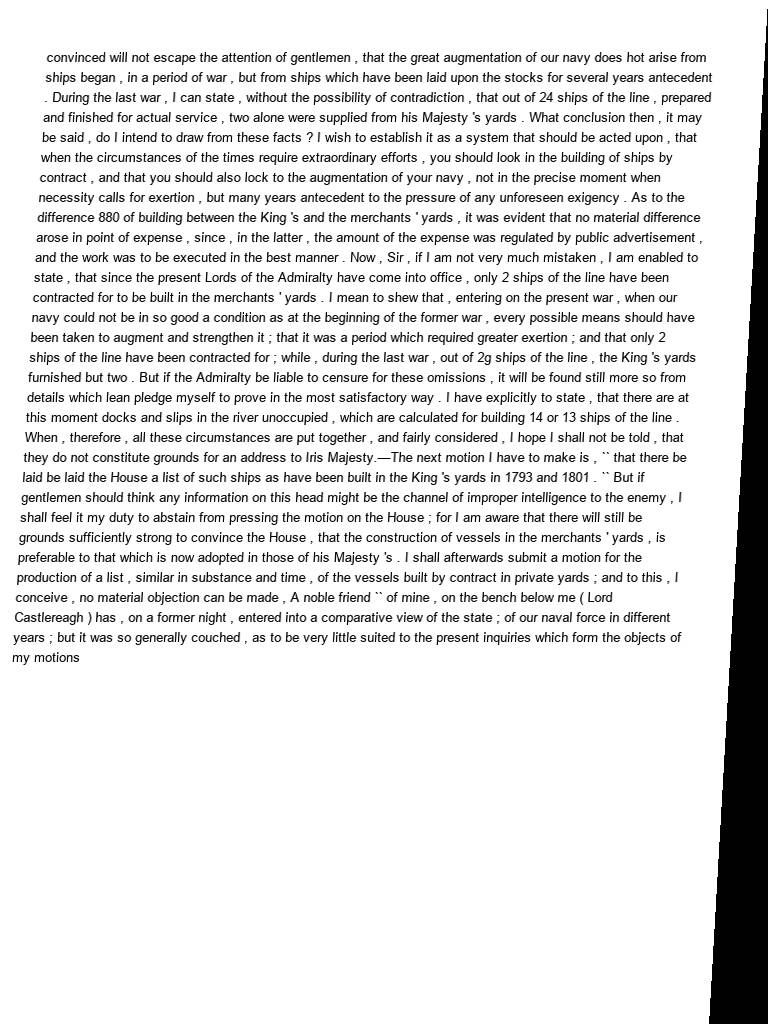 convinced will not escape the attention of gentlemen , that the great augmentation of our navy does hot arise from
ships began , in a period of war , but from ships which have been laid upon the stocks for several years antecedent
. During the last war , I can state , without the possibility of contradiction , that out of 24 ships of the line , prepared
and finished for actual service , two alone were supplied from his Majesty 's yards . What conclusion then , it may
be said , do I intend to draw from these facts ? I wish to establish it as a system that should be acted upon , that
when the circumstances of the times require extraordinary efforts , you should look in the building of ships by
contract , and that you should also lock to the augmentation of your navy , not in the precise moment when
necessity calls for exertion , but many years antecedent to the pressure of any unforeseen exigency . As to the
difference 880 of building between the King 's and the merchants ' yards , it was evident that no material difference
arose in point of expense , since , in the latter , the amount of the expense was regulated by public advertisement ,
and the work was to be executed in the best manner . Now , Sir , if I am not very much mistaken , I am enabled to
state , that since the present Lords of the Admiralty have come into office , only 2 ships of the line have been
contracted for to be built in the merchants ' yards . I mean to shew that , entering on the present war , when our
navy could not be in so good a condition as at the beginning of the former war , every possible means should have
been taken to augment and strengthen it ; that it was a period which required greater exertion ; and that only 2
ships of the line have been contracted for ; while , during the last war , out of 2g ships of the line , the King 's yards
furnished but two . But if the Admiralty be liable to censure for these omissions , it will be found still more so from
details which lean pledge myself to prove in the most satisfactory way . I have explicitly to state , that there are at
this moment docks and slips in the river unoccupied , which are calculated for building 14 or 13 ships of the line .
When , therefore , all these circumstances are put together , and fairly considered , I hope I shall not be told , that
they do not constitute grounds for an address to Iris Majesty.—The next motion I have to make is , `` that there be
laid be laid the House a list of such ships as have been built in the King 's yards in 1793 and 1801 . `` But if
gentlemen should think any information on this head might be the channel of improper intelligence to the enemy , I
shall feel it my duty to abstain from pressing the motion on the House ; for I am aware that there will still be
grounds sufficiently strong to convince the House , that the construction of vessels in the merchants ' yards , is
preferable to that which is now adopted in those of his Majesty 's . I shall afterwards submit a motion for the
production of a list , similar in substance and time , of the vessels built by contract in private yards ; and to this , I
conceive , no material objection can be made , A noble friend `` of mine , on the bench below me ( Lord
Castlereagh ) has , on a former night , entered into a comparative view of the state ; of our naval force in different
years ; but it was so generally couched , as to be very little suited to the present inquiries which form the objects of
my motions